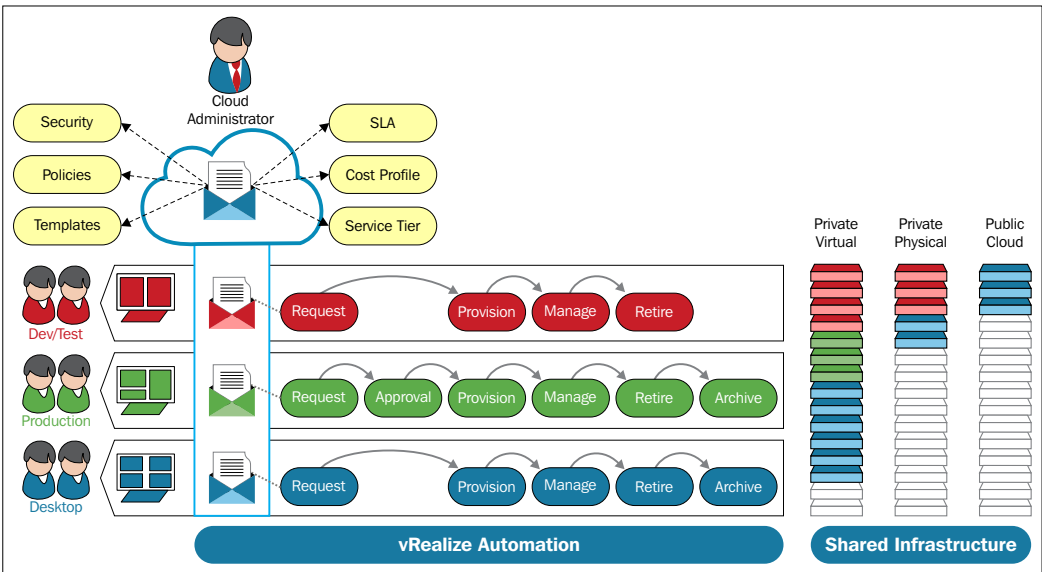 Cloud
Administrator
Security
SLA
Policies
Cost Profile
Templates
Service Tier
Private
Virtual
Private
Physical
Public
Cloud
Dev/Test
Request
Provision
Manage
Retire
Production
Request
Approval
Provision
Manage
Retire
Archive
Desktop
Request
Provision
Manage
Retire
Archive
vRealize Automation
Shared Infrastructure